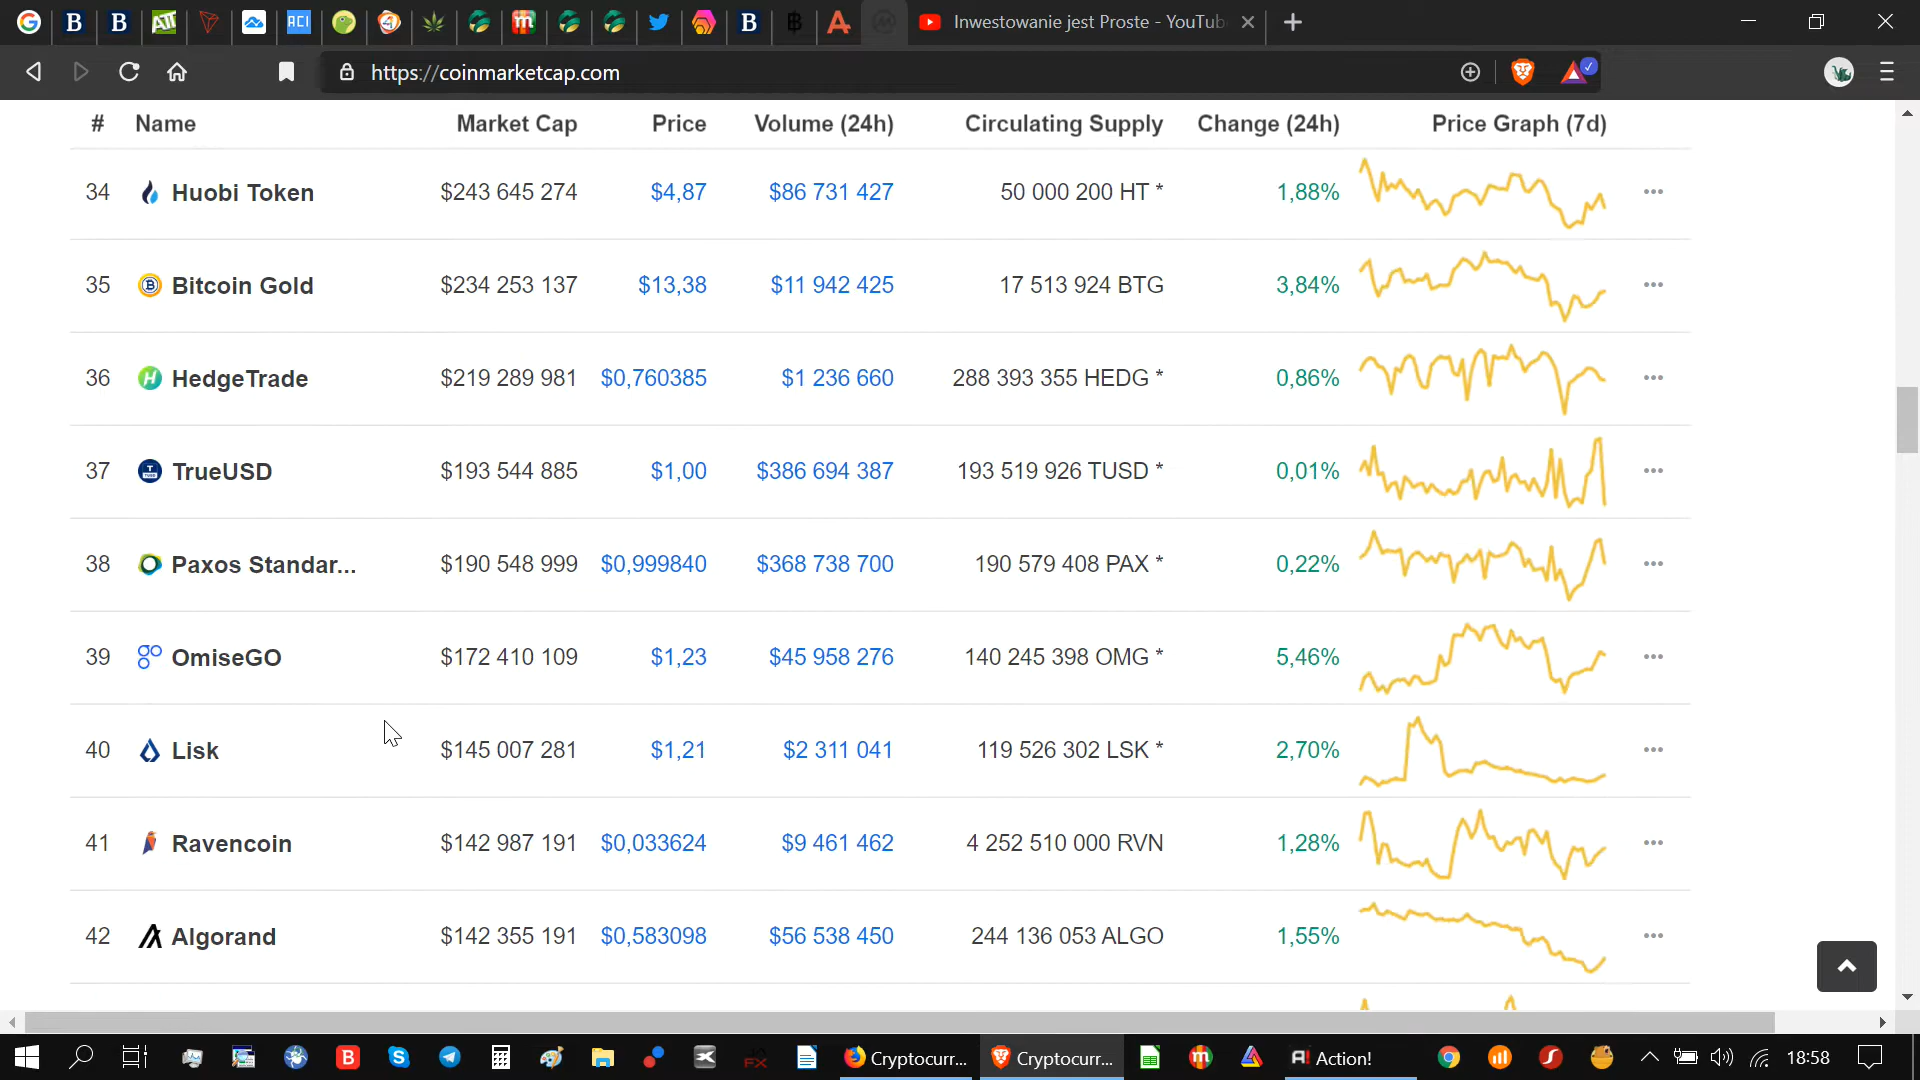 Inwestowanie jest Proste - YouTub
https://coinmarketcap.com
# Name Market Cap Price Volume (24h) Circulating Supply Change (24h) Price Graph (7d)
34 Huobi Token $243 645 274 $4,87 $86 731 427 50 000 200 HT * 1,88%
35 Bitcoin Gold $234 253 137 $13,38 $11 942 425 17 513 924 BTG 3,84%
36 HedgeTrade $219 289 981 $0,760385 $1 236 660 288 393 355 HEDG * 0,86%
37 TrueUSD $193 544 885 $1,00 $386 694 387 193 519 926 TUSD * 0,01%
38 Paxos Standar... $190 548 999 $0,999840 $368 738 700 190 579 408 PAX * 0,22%
39 OmiseGO $172 410 109 $1,23 $45 958 276 140 245 398 OMG * 5,46%
40 Lisk $145 007 281 $1,21 $2 311 041 119 526 302 LSK * 2,70%
41 Ravencoin $142 987 191 $0,033624 $9 461 462 4 252 510 000 RVN 1,28%
42 Algorand $142 355 191 $0,583098 $56 538 450 244 136 053 ALGO 1,55%
Cryptocurr... Cryptocurr... Action! 18:58